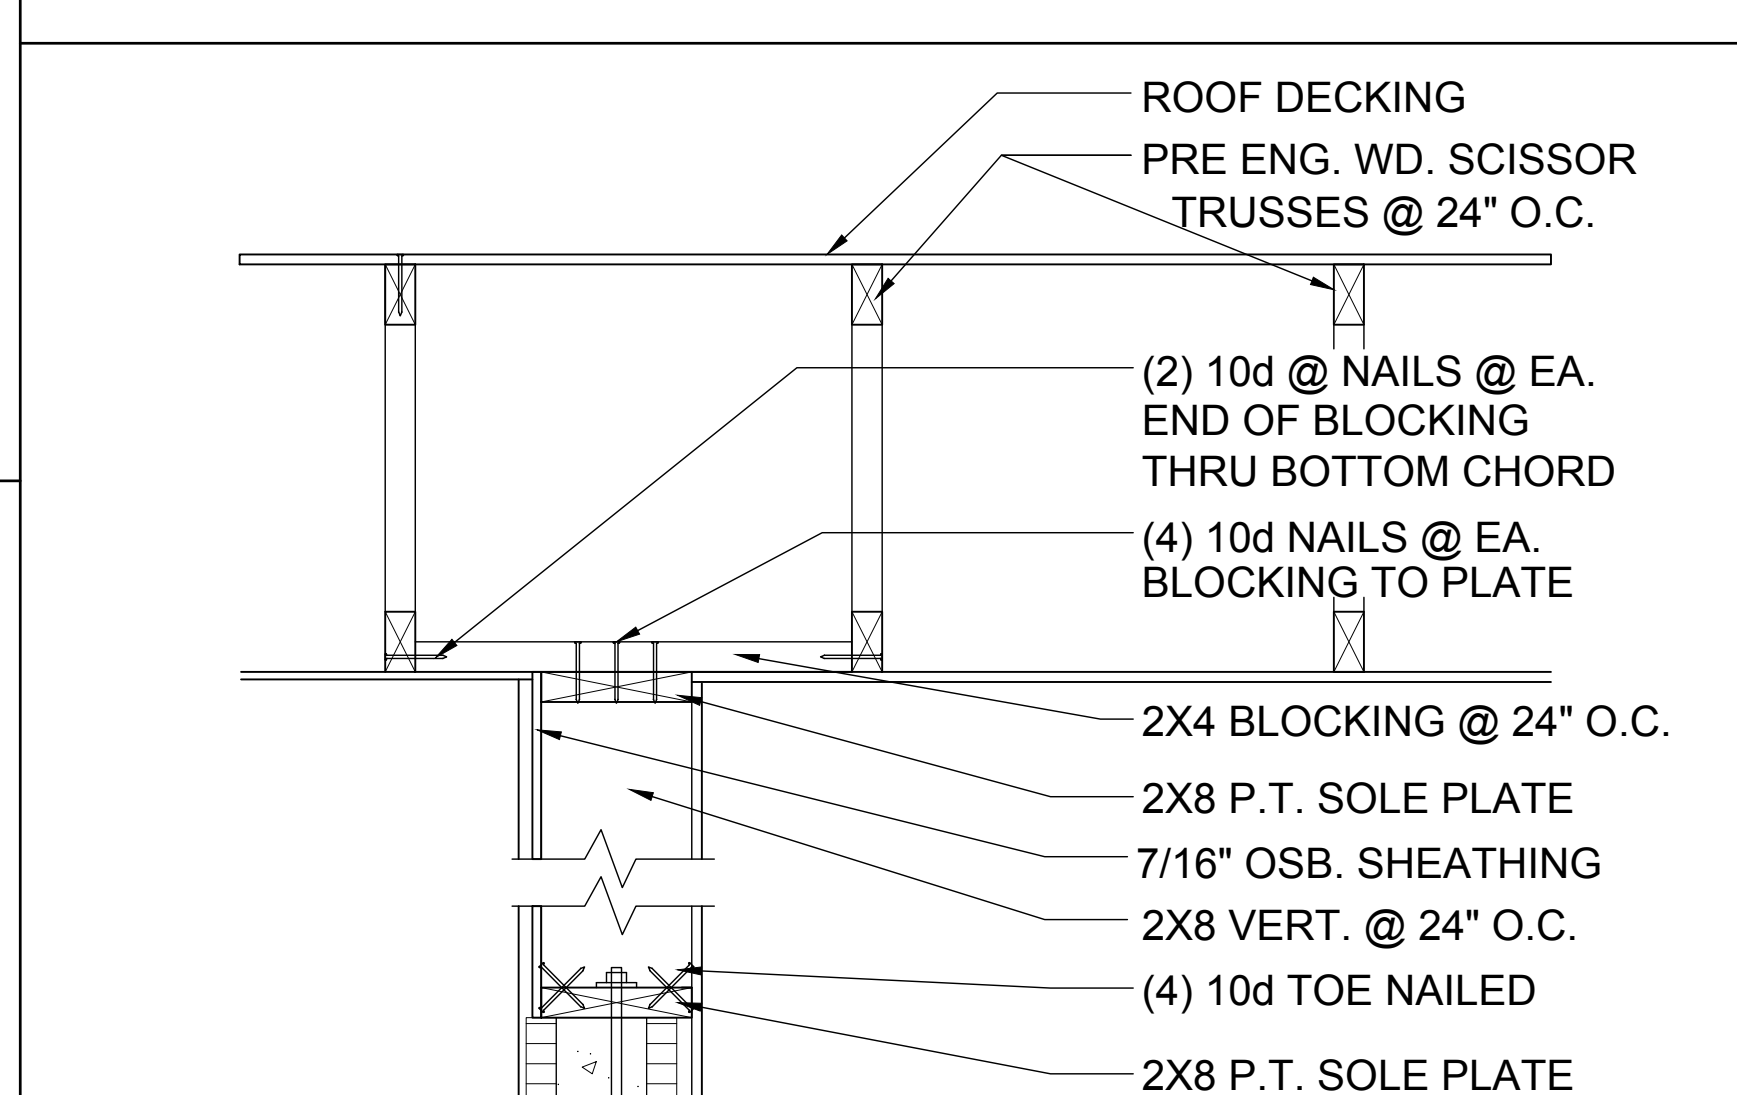 ROOF DECKING
PRE ENG. WD. SCISSOR
TRUSSES @ 24" O.C.
(2) 10d @ NAILS @ EA.
END OF BLOCKING
THRU BOTTOM CHORD
(4) 10d NAILS @ EA.
BLOCKING TO PLATE
2X4 BLOCKING @ 24" O.C.
2X8 P.T. SOLE PLATE
7/16" OSB. SHEATHING
2X8 VERT. @ 24" O.C.
(4) 10d TOE NAILED
2X8 P.T. SOLE PLATE